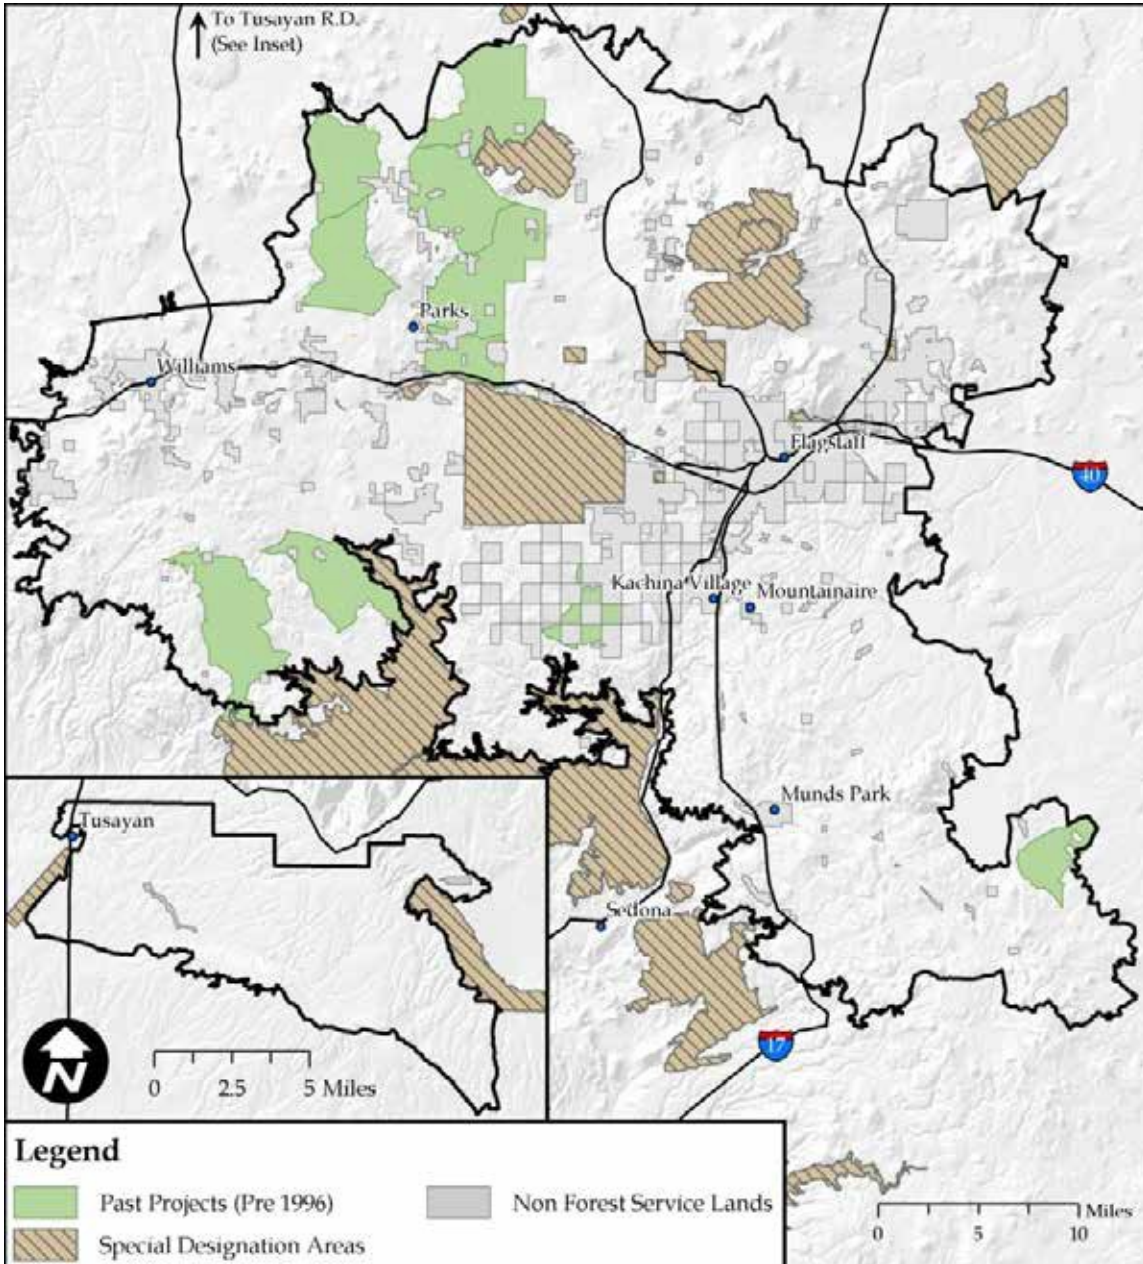 To Tusayan R.D.
(See Inset)
Parks
Williams
Flagstaff
40
Kachina Village
Mountainaire
Munds Park
Tusayan
Sedona
17
N
0 2.5 5 Miles
Legend
Past Projects (Pre 1996)
Non Forest Service Lands
Special Designation Areas
Miles
0 5 10